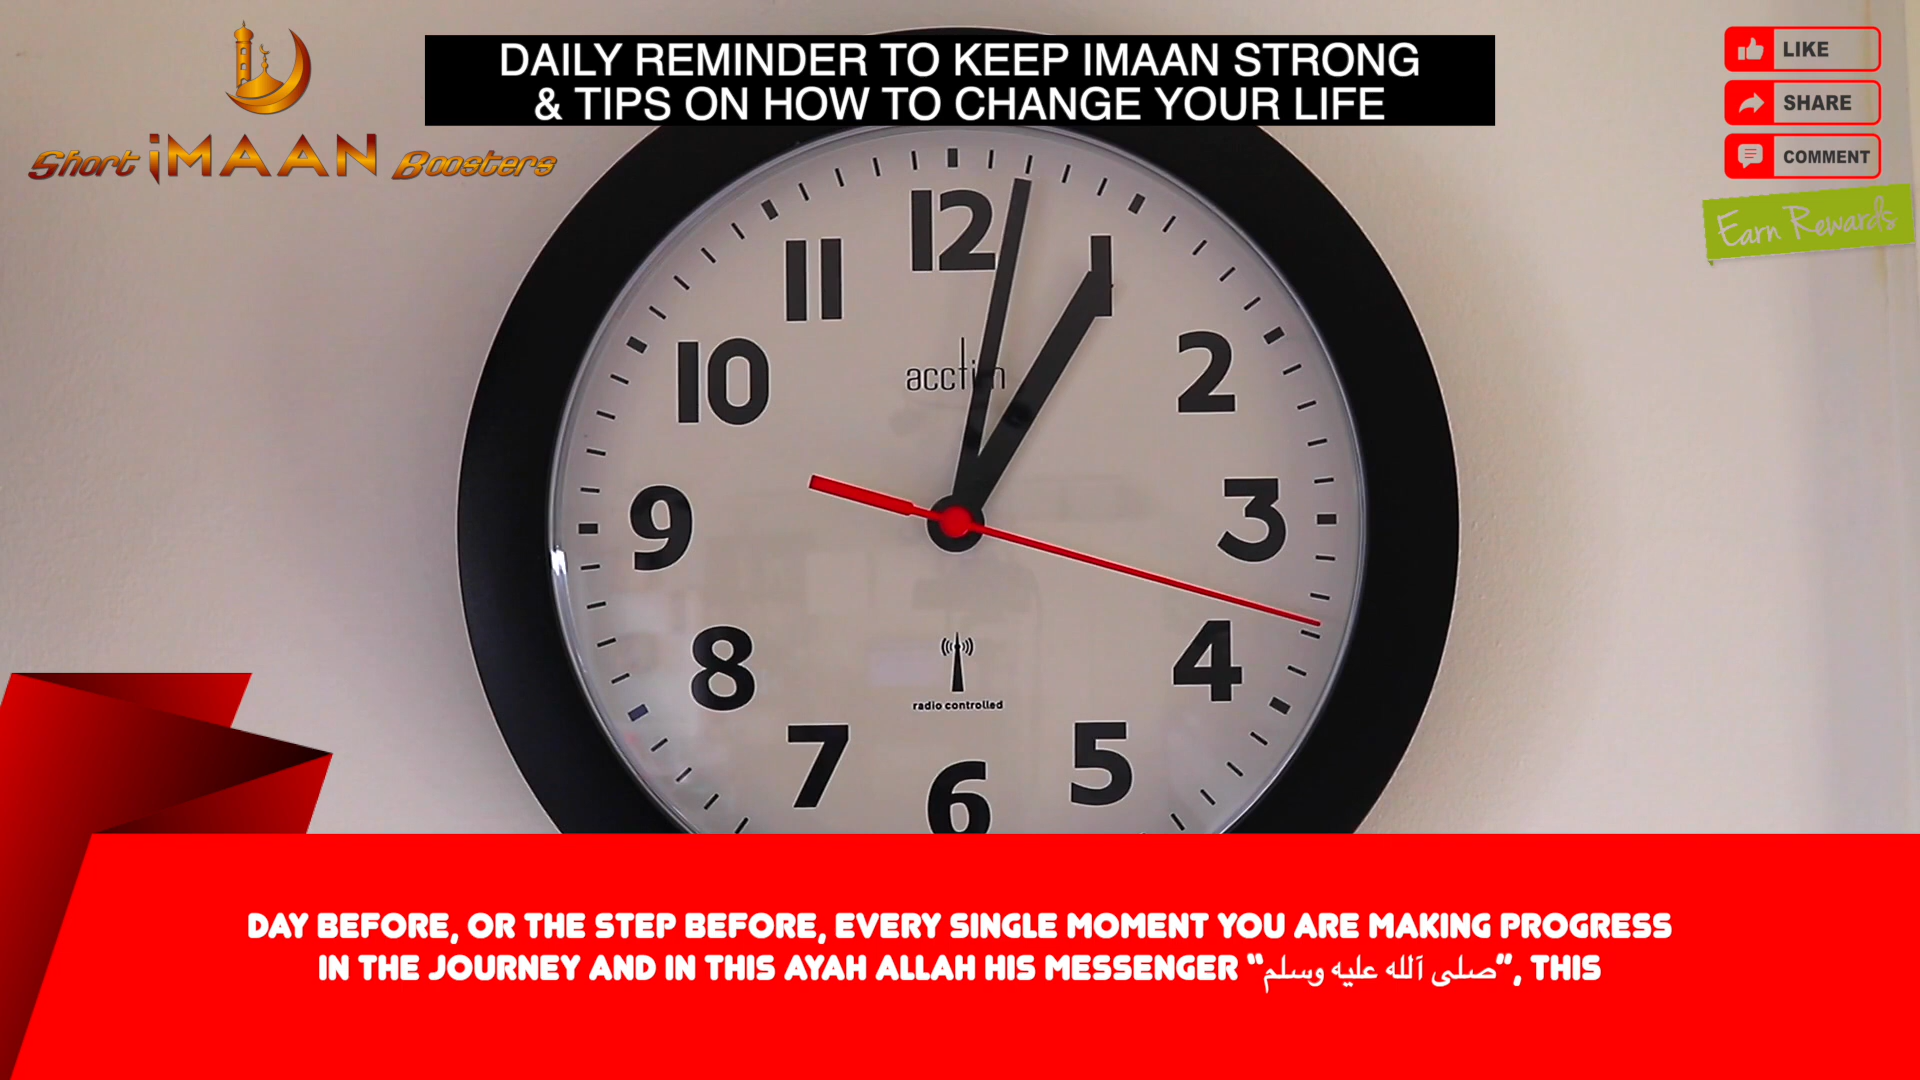 Short iMAAN Boosters
DAILY REMINDER TO KEEP IMAAN STRONG
& TIPS ON HOW TO CHANGE YOUR LIFE
LIKE
SHARE
COMMENT
Earn Rewards
12
11
1
10
2
acctim
9
3
8
4
radio controlled
7
5
6
DAY BEFORE, OR THE STEP BEFORE, EVERY SINGLE MOMENT YOU ARE MAKING PROGRESS
IN THE JOURNEY AND IN THIS AYAH ALLAH HIS MESSENGER “صلى آلله عليه وسلم”, THIS